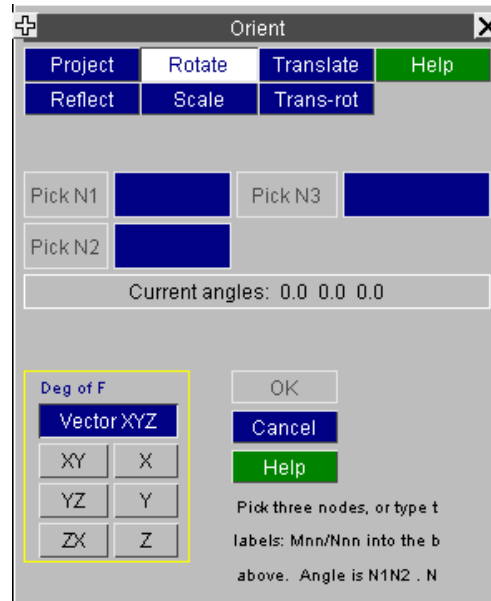 Orient
Project Rotate Translate Help
Reflect Scale Trans-rot
Pick N1 Pick N3
Pick N2
Current angles: 0.0 0.0 0.0
Deg of F OK
Vector XYZ Cancel
XY X Help
YZ Y Pick three nodes, or type t
ZX Z labels: Mnn/Nnn into the b
above. Angle is N1N2 . N